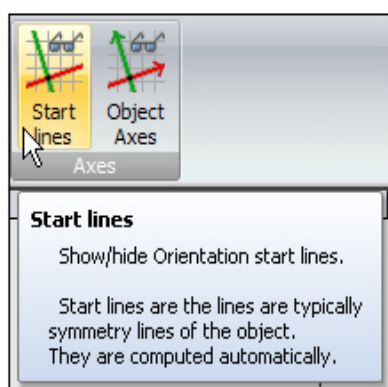 Start Object
lines Axes
Axes
Start lines
Show/hide Orientation start lines.
Start lines are the lines are typically
symmetry lines of the object.
They are computed automatically.